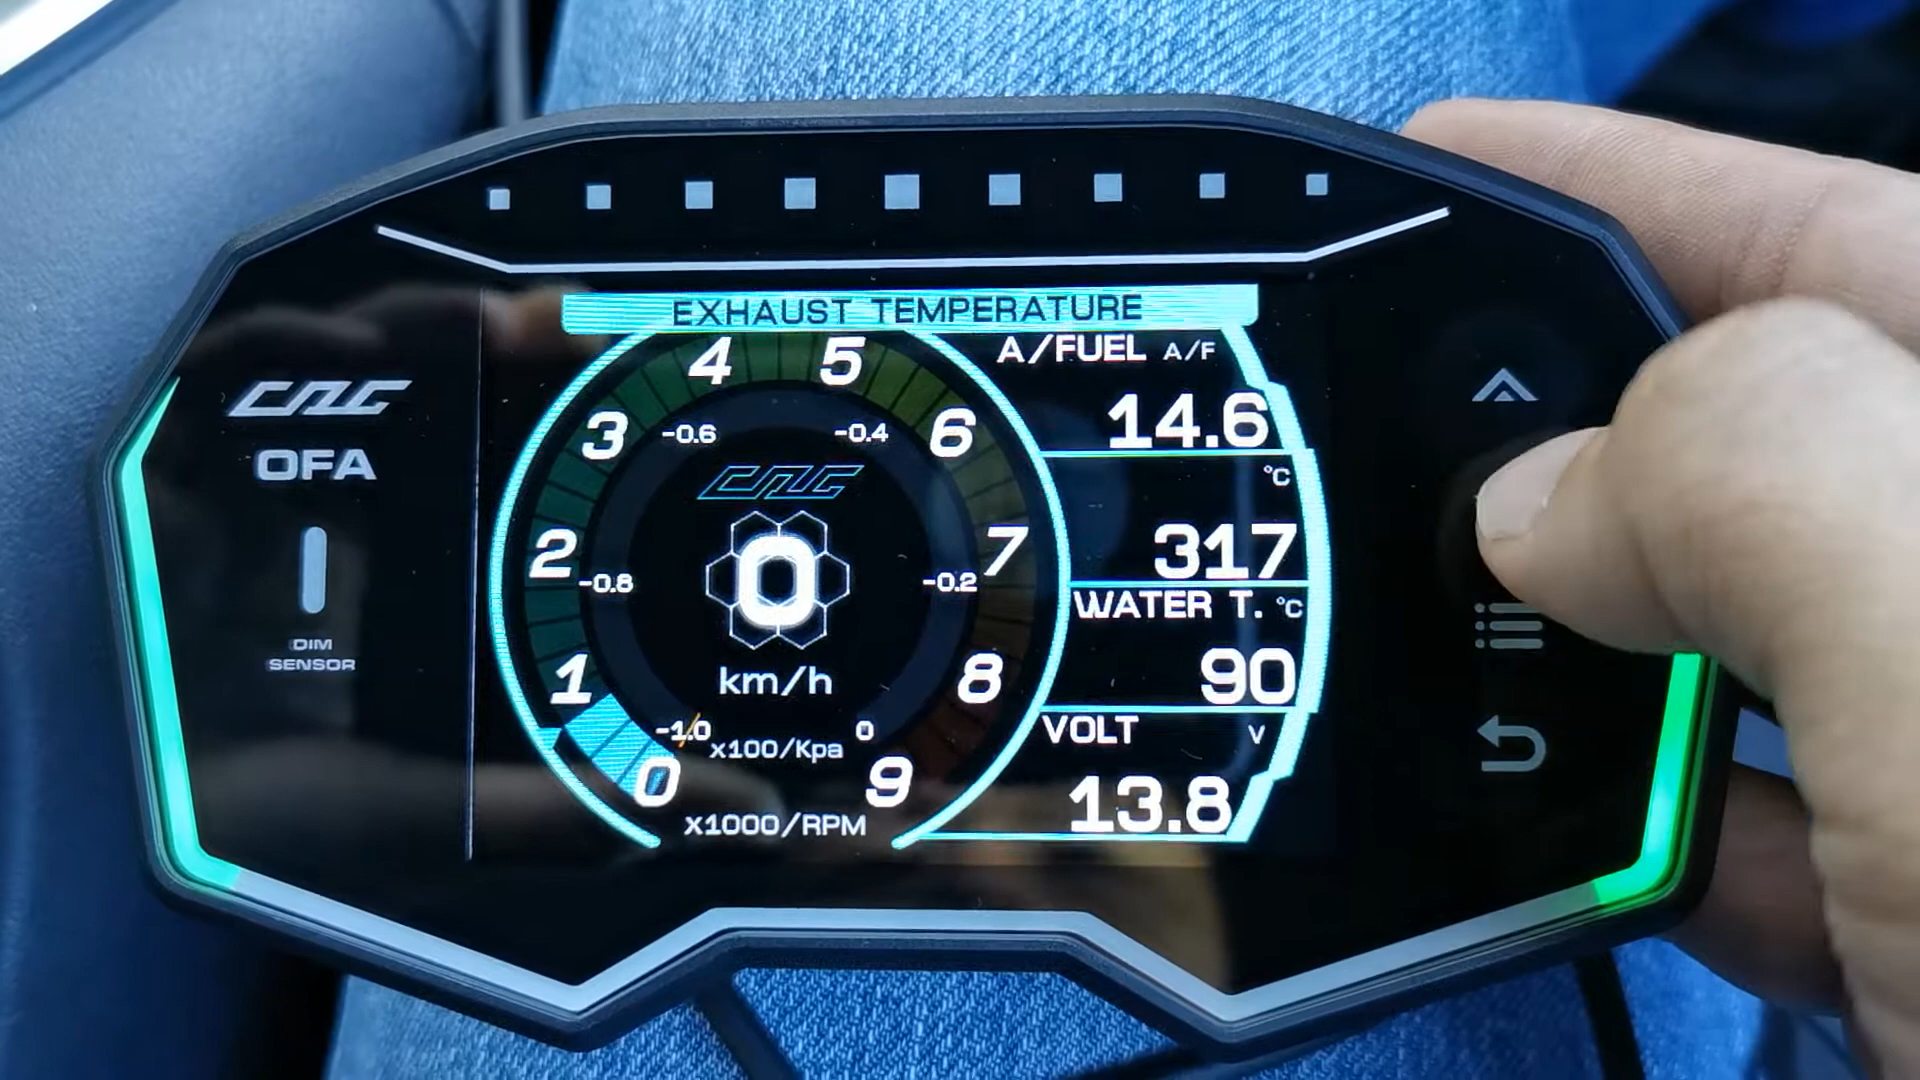 EXHAUST TEMPERATURE
OFA
DIM
SENSOR
4 5
3 6
2 7
1 8
0 9
-0.6 -0.4
-0.8 -0.2
-1.0 0
0
km/h
x100/Kpa
x1000/RPM
A/FUEL A/F
14.6
°C
317
WATER T. °C
90
VOLT V
13.8